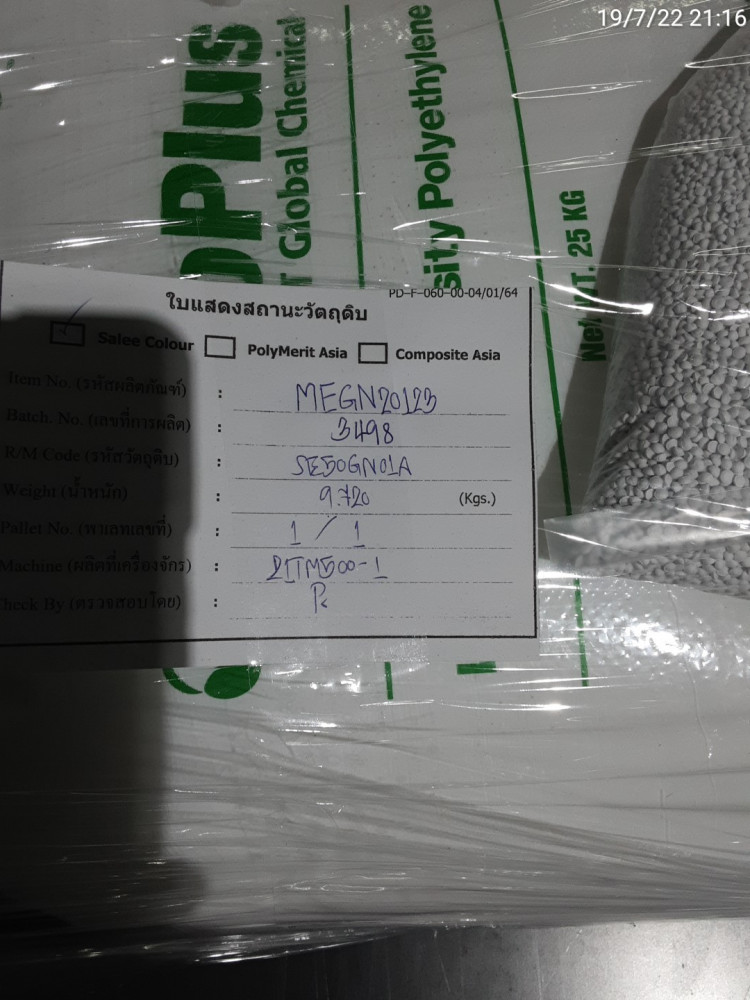 19/7/22 21:16
Plus
Global Chemical
sity Polyethylene
Net WT. 25 KG
PD-F-060-00-04/01/64
ใบแสดงสถานะวัตถุดิบ
Salee Colour PolyMerit Asia Composite Asia
Item No. (รหัสผลิตภัณฑ์) : MEGN20123
Batch. No. (เลขที่การผลิต) : 3498
R/M Code (รหัสวัตถุดิบ) : SE50GN01A
Weight (น้ำหนัก) : 9.720 (Kgs.)
Pallet No. (พาเลทเลขที่) : 1 / 1
Machine (ผลิตที่เครื่องจักร) :
Check By (ตรวจสอบโดย) :